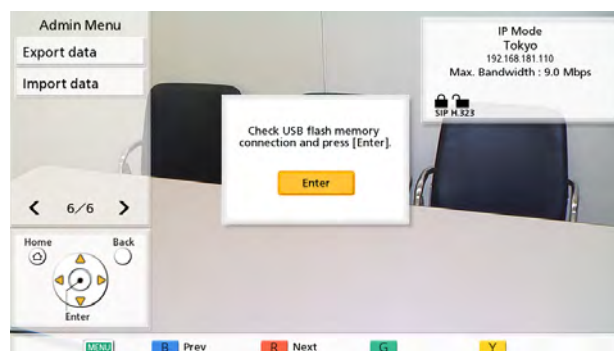 Admin Menu
Export data
Import data
6/6
Home
Back
Enter
Check USB flash memory
connection and press [Enter].
Enter
IP Mode
Tokyo
192.168.181.110
Max. Bandwidth : 9.0 Mbps
SIP H.323
MENU B Prev R Next G Y